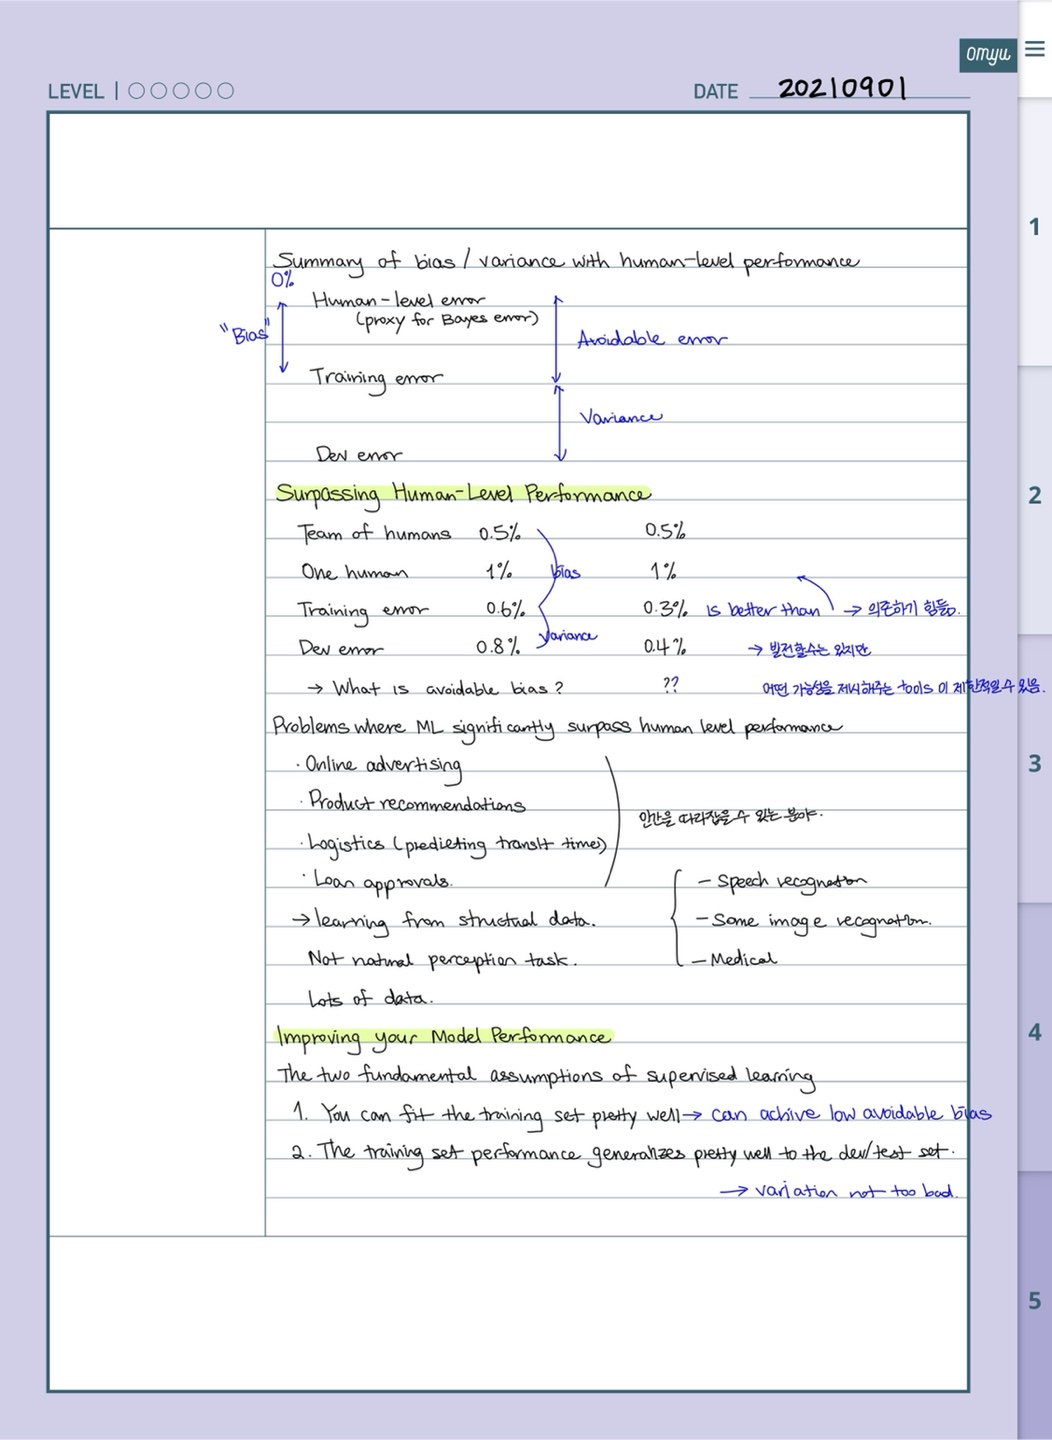 omyu
LEVEL
DATE 20210901
Summary of bias / variance with human-level performance
0%
Human-level error
(proxy for Bayes error)
"Bias"
Avoidable error
Training error
Variance
Dev error
Surpassing Human-Level Performance
Team of humans 0.5% 0.5%
One human 1% bias 1%
Training error 0.6% 0.3% is better than → 의존하기 힘듦.
variance
Dev error 0.8% 0.4% → 발전할수는 있지만
→ What is avoidable bias? ?? 어떤 가능성을 제시해주는 tools 이 제한적일 수 있음.
Problems where ML significantly surpass human level performance
· Online advertising
· Product recommendations
인간을 따라잡을 수 있는 분야.
· Logistics (predicting transit time)
· Loan approvals.
- Speech recognation
→ learning from structual data.
- Some image recognation.
Not natural perception task.
- Medical
Lots of data.
Improving your Model Performance
The two fundamental assumptions of supervised learning
1. You can fit the training set pretty well → can achive low avoidable bias
2. The training set performance generalizes pretty well to the dev/test set.
→ variation not too bad.
1
2
3
4
5